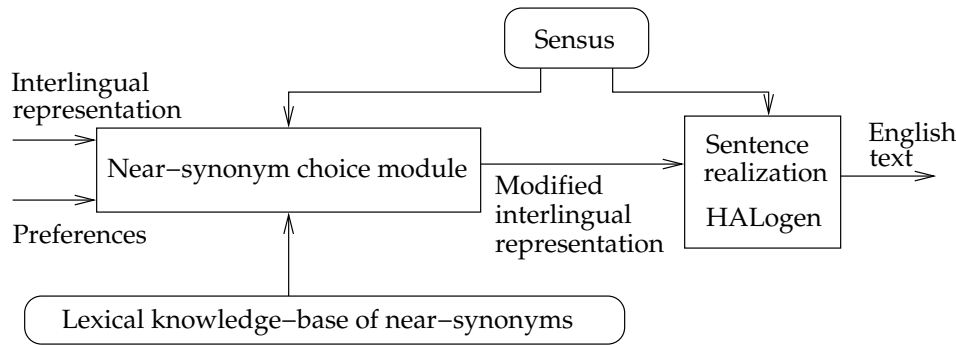 Sensus
Interlingual
representation
Near−synonym choice module
Preferences
Modified
interlingual
representation
Sentence
realization
HALogen
English
text
Lexical knowledge−base of near−synonyms